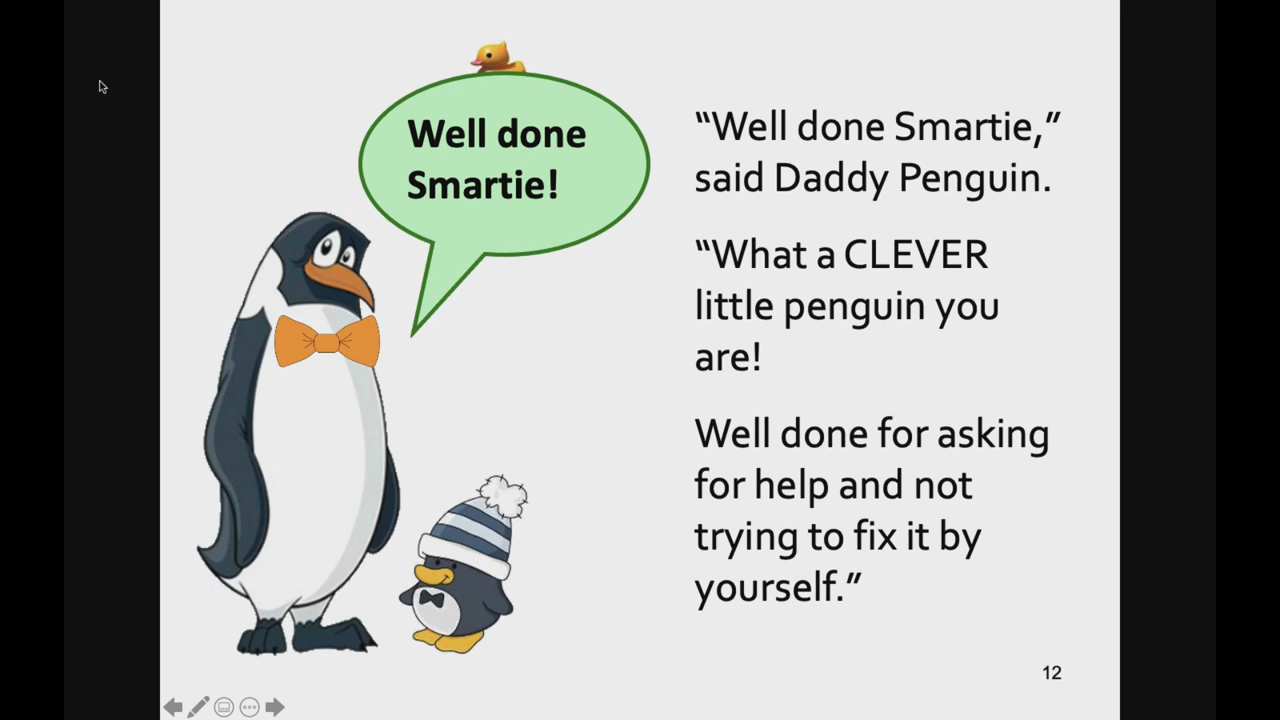 Well done
Smartie!
“Well done Smartie,”
said Daddy Penguin.
“What a CLEVER
little penguin you
are!
Well done for asking
for help and not
trying to fix it by
yourself.”
12